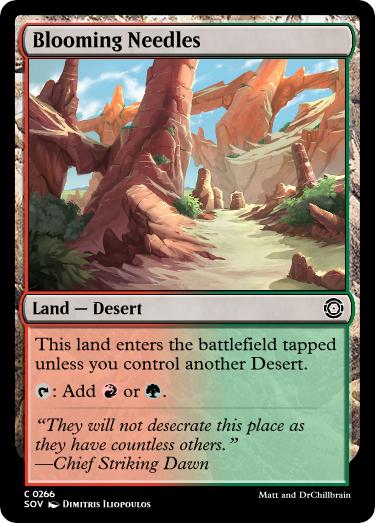 Blooming Needles
Land — Desert
This land enters the battlefield tapped
unless you control another Desert.
: Add or .
“They will not desecrate this place as
they have countless others.”
—Chief Striking Dawn
C 0266
SOV Dimitris Iliopoulos
Matt and DrChillbrain